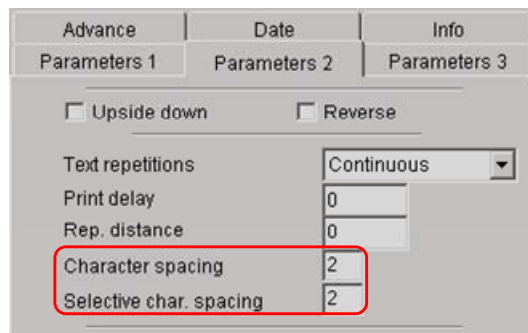 Advance Date Info
Parameters 1 Parameters 2 Parameters 3
Upside down Reverse
Text repetitions Continuous
Print delay 0
Rep. distance 0
Character spacing 2
Selective char. spacing 2